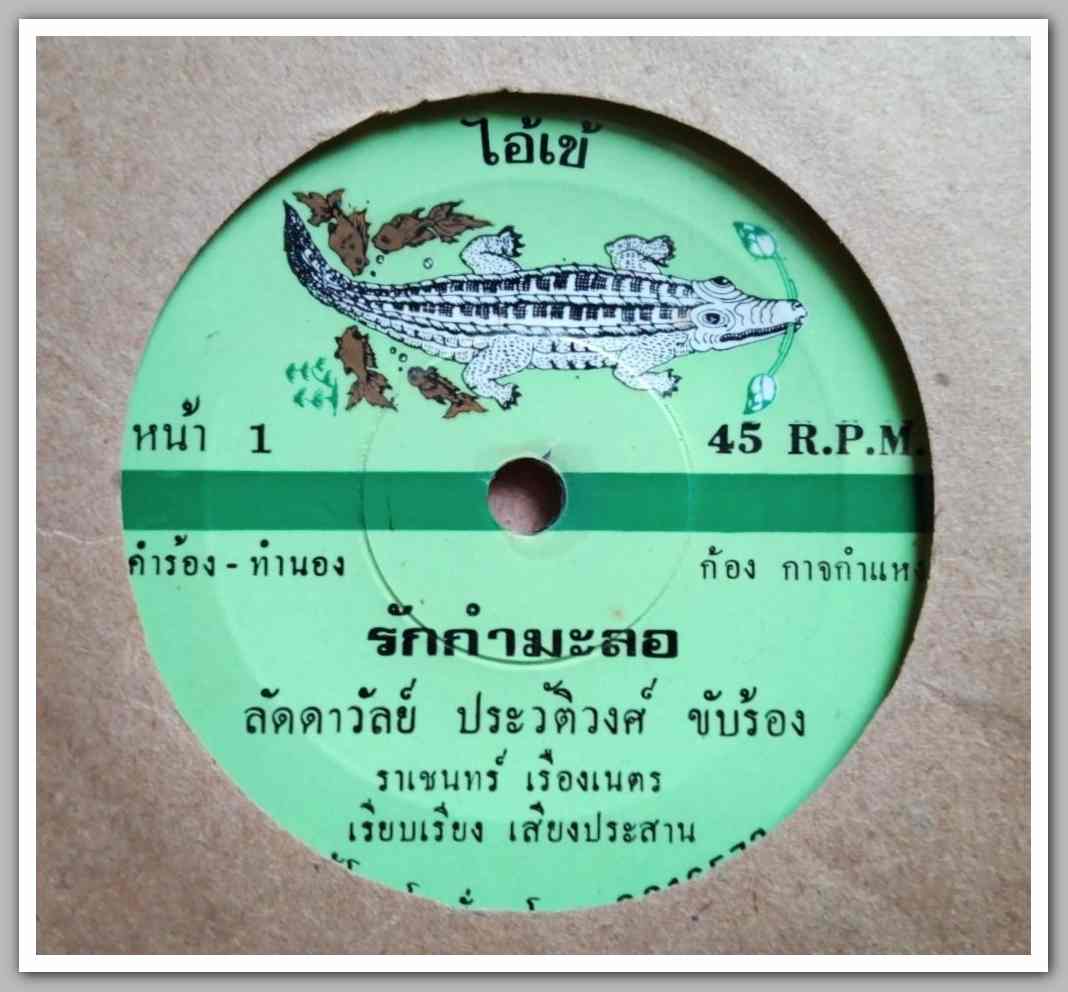 ไอ้เข้
หน้า 1 45 R.P.M.
คำร้อง - ทำนอง ก้อง กาจกำแหง
รักกำมะลอ
ลัดดาวัลย์ ประวัติวงศ์ ขับร้อง
ราเชนทร์ เรืองเนตร
เรียบเรียง เสียงประสาน